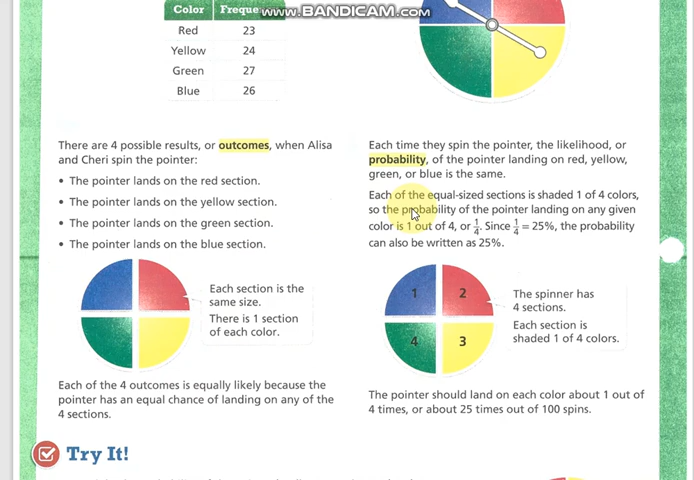 www.BANDICAM.com
Color Freque
Red 23
Yellow 24
Green 27
Blue 26
There are 4 possible results, or outcomes, when Alisa
and Cheri spin the pointer:
• The pointer lands on the red section.
• The pointer lands on the yellow section.
• The pointer lands on the green section.
• The pointer lands on the blue section.
Each section is the
same size.
There is 1 section
of each color.
Each of the 4 outcomes is equally likely because the
pointer has an equal chance of landing on any of the
4 sections.
Each time they spin the pointer, the likelihood, or
probability, of the pointer landing on red, yellow,
green, or blue is the same.
Each of the equal-sized sections is shaded 1 of 4 colors,
so the probability of the pointer landing on any given
color is 1 out of 4, or 1/4. Since 1/4 = 25%, the probability
can also be written as 25%.
1 2
4 3
The spinner has
4 sections.
Each section is
shaded 1 of 4 colors.
The pointer should land on each color about 1 out of
4 times, or about 25 times out of 100 spins.
Try It!